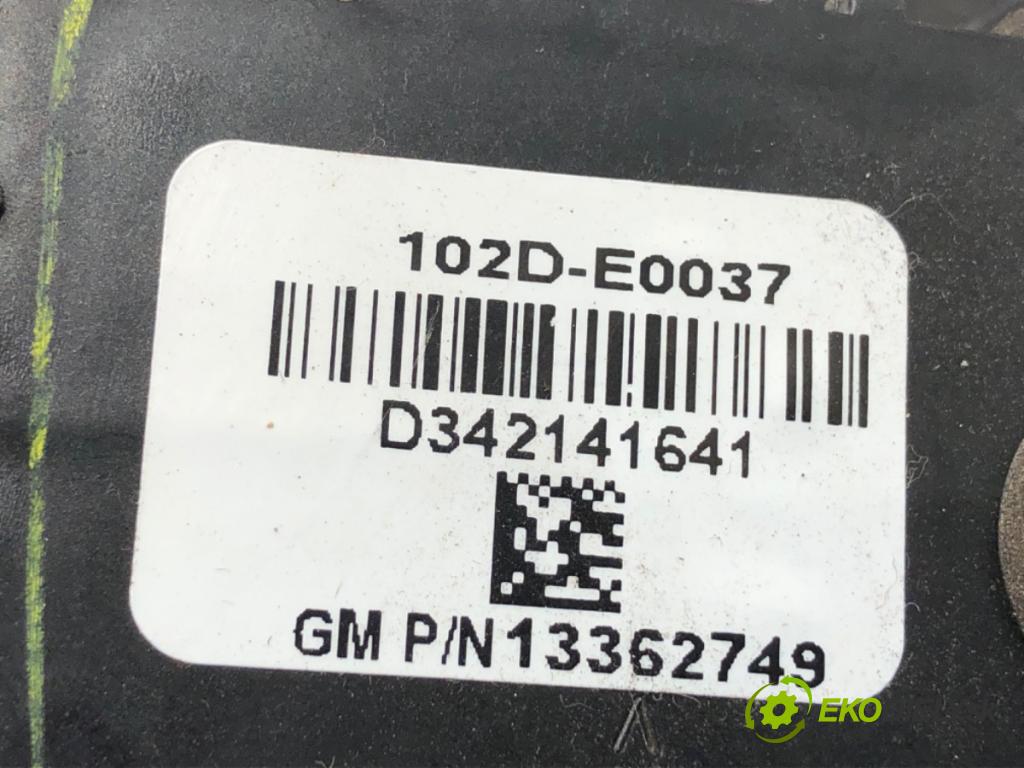 102D-E0037
D342141641
GM P/N13362749
EKO